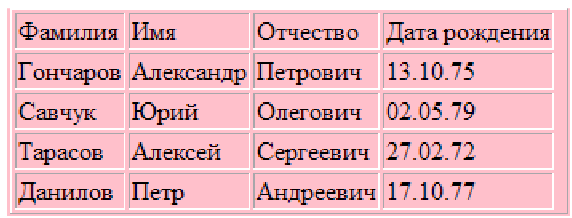 Фамилия Имя Отчество Дата рождения
Гончаров Александр Петрович 13.10.75
Савчук Юрий Олегович 02.05.79
Тарасов Алексей Сергеевич 27.02.72
Данилов Петр Андреевич 17.10.77